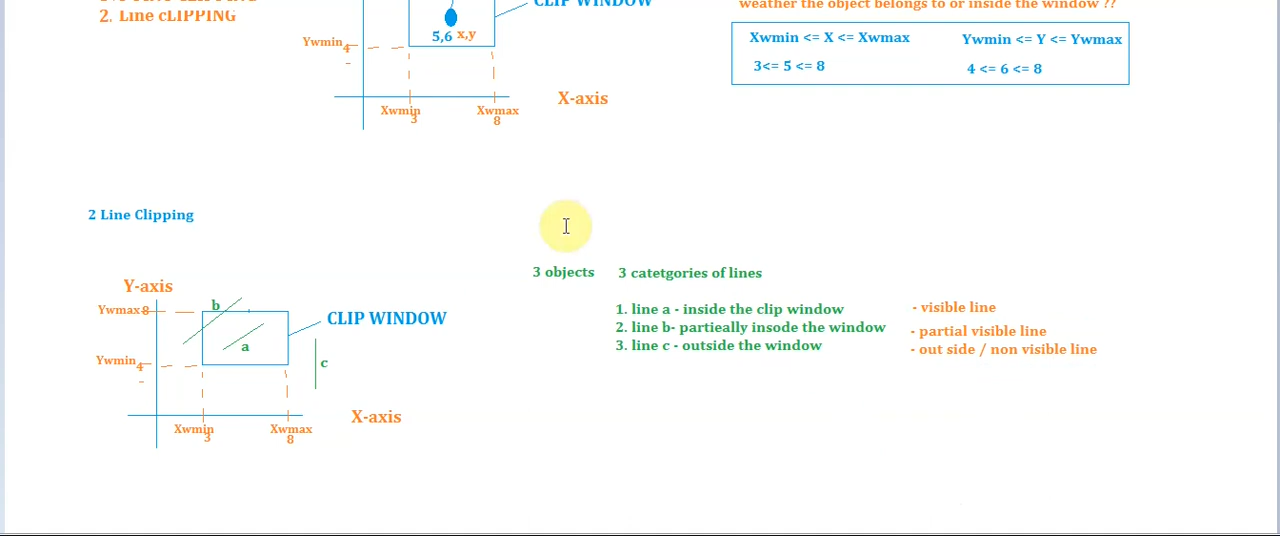 CLIP WINDOW
weather the object belongs to or inside the window ??
2. Line cLIPPING
5,6 x,y
Xwmin <= X <= Xwmax
Ywmin <= Y <= Ywmax
Ywmin
4
3<= 5 <= 8
4 <= 6 <= 8
X-axis
Xwmin
3
Xwmax
8
2 Line Clipping
3 objects
3 catetgories of lines
Y-axis
b
Ywmax 8
CLIP WINDOW
a
1. line a - inside the clip window
- visible line
2. line b- partieally insode the window
- partial visible line
3. line c - outside the window
- out side / non visible line
Ywmin
4
c
X-axis
Xwmin
3
Xwmax
8